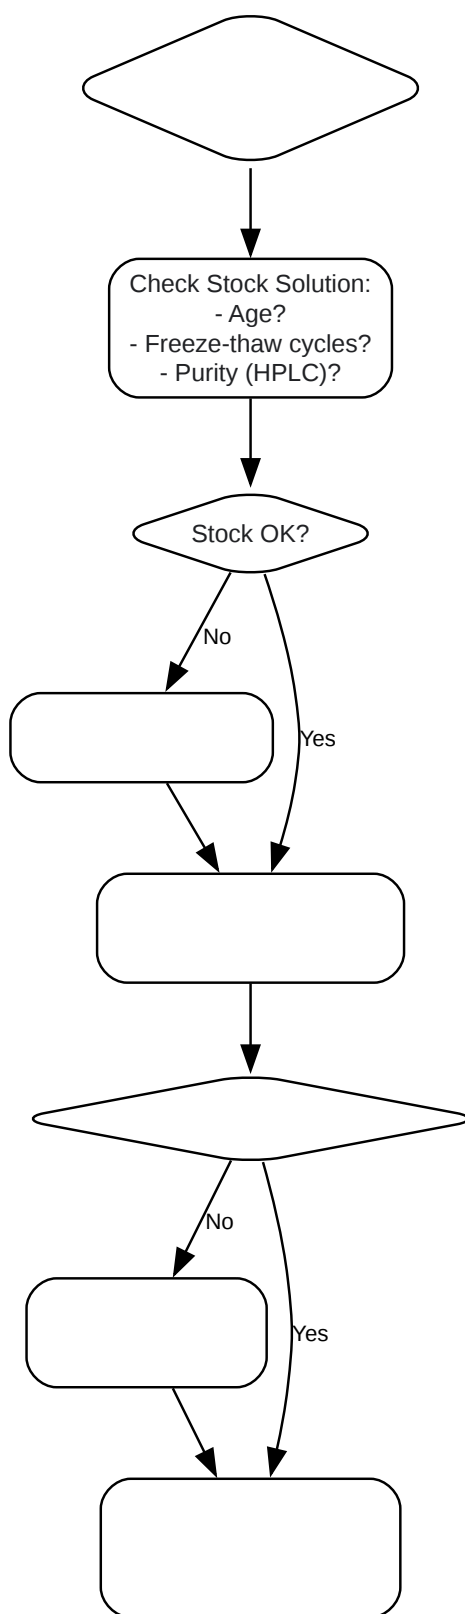 Check Stock Solution:
- Age?
- Freeze-thaw cycles?
- Purity (HPLC)?
Stock OK?
No
Yes
No
Yes